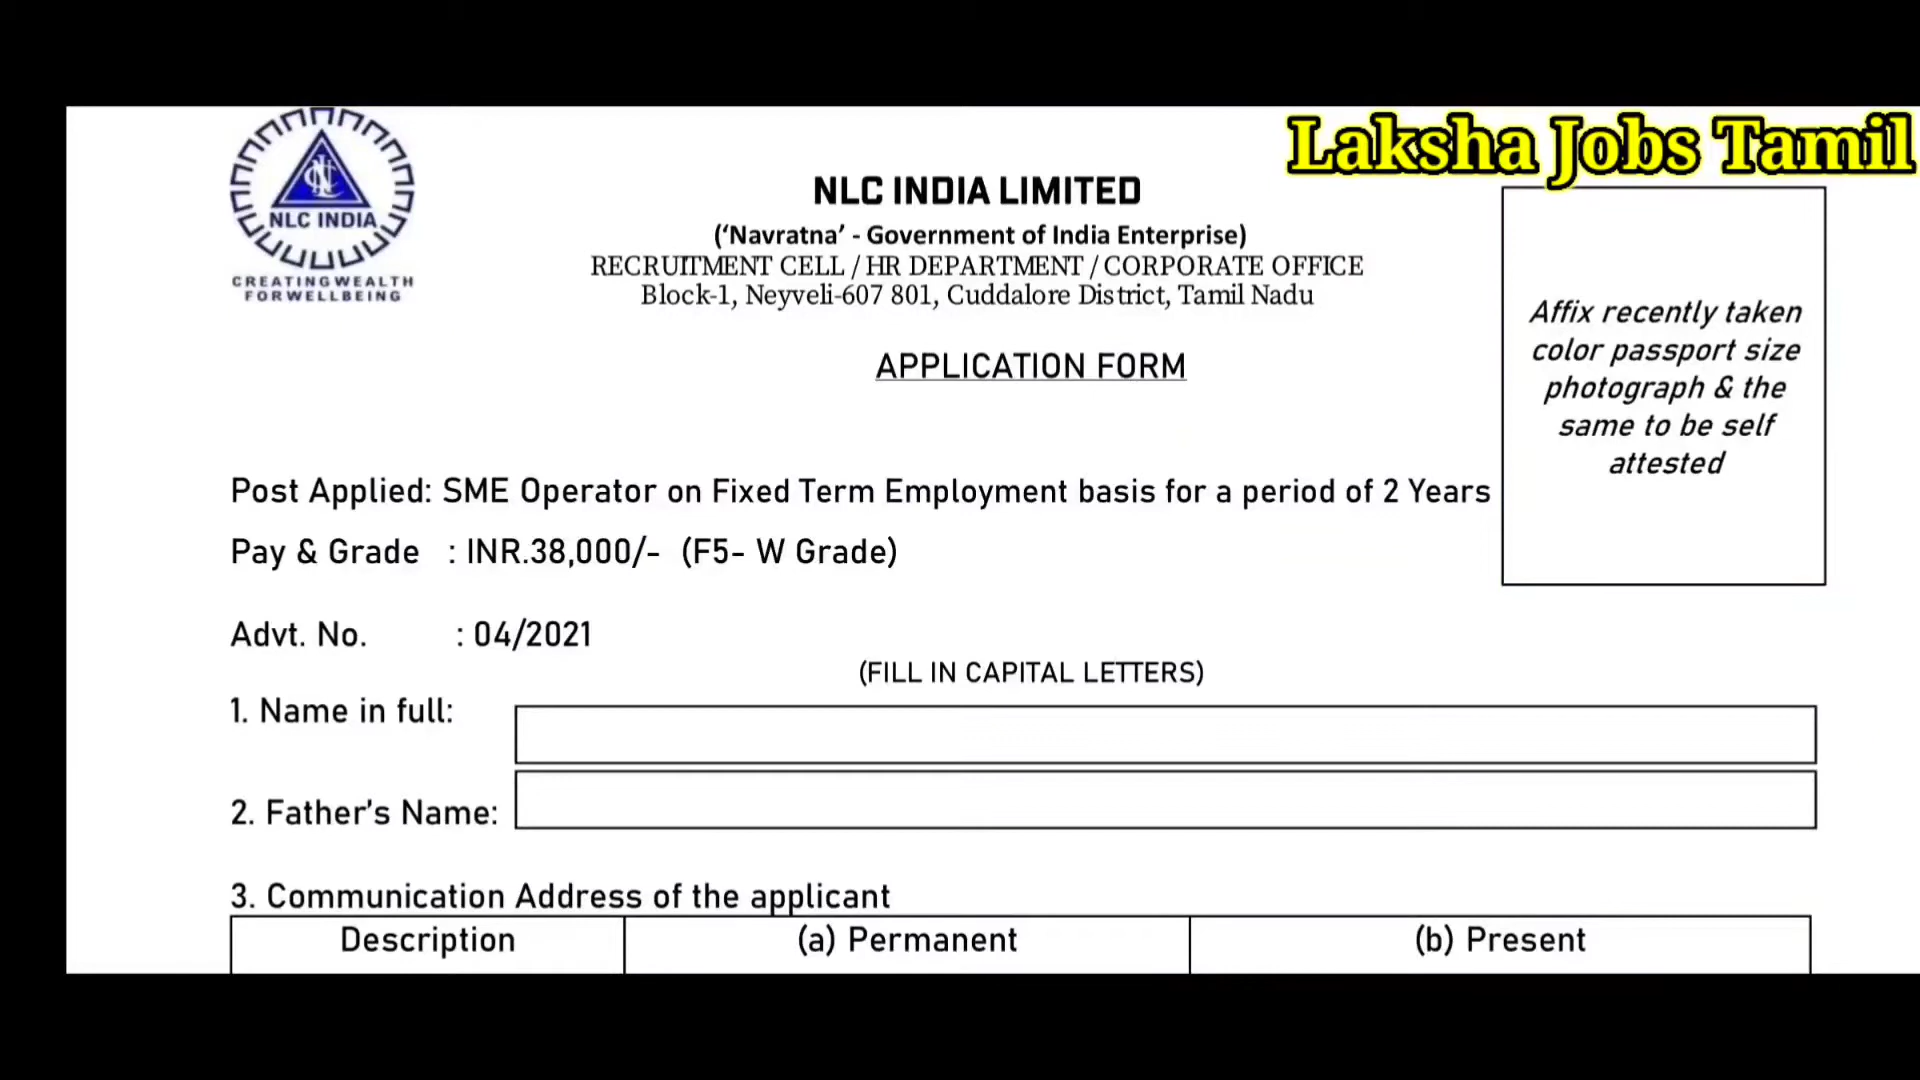 Laksha Jobs Tamil
NLC INDIA
CREATINGWEALTH
FORWELLBEING
NLC INDIA LIMITED
(‘Navratna’ - Government of India Enterprise)
RECRUITMENT CELL / HR DEPARTMENT / CORPORATE OFFICE
Block-1, Neyveli-607 801, Cuddalore District, Tamil Nadu
APPLICATION FORM
Affix recently taken
color passport size
photograph & the
same to be self
attested
Post Applied: SME Operator on Fixed Term Employment basis for a period of 2 Years
Pay & Grade : INR.38,000/- (F5- W Grade)
Advt. No. : 04/2021
(FILL IN CAPITAL LETTERS)
1. Name in full:
2. Father’s Name:
3. Communication Address of the applicant
Description (a) Permanent (b) Present